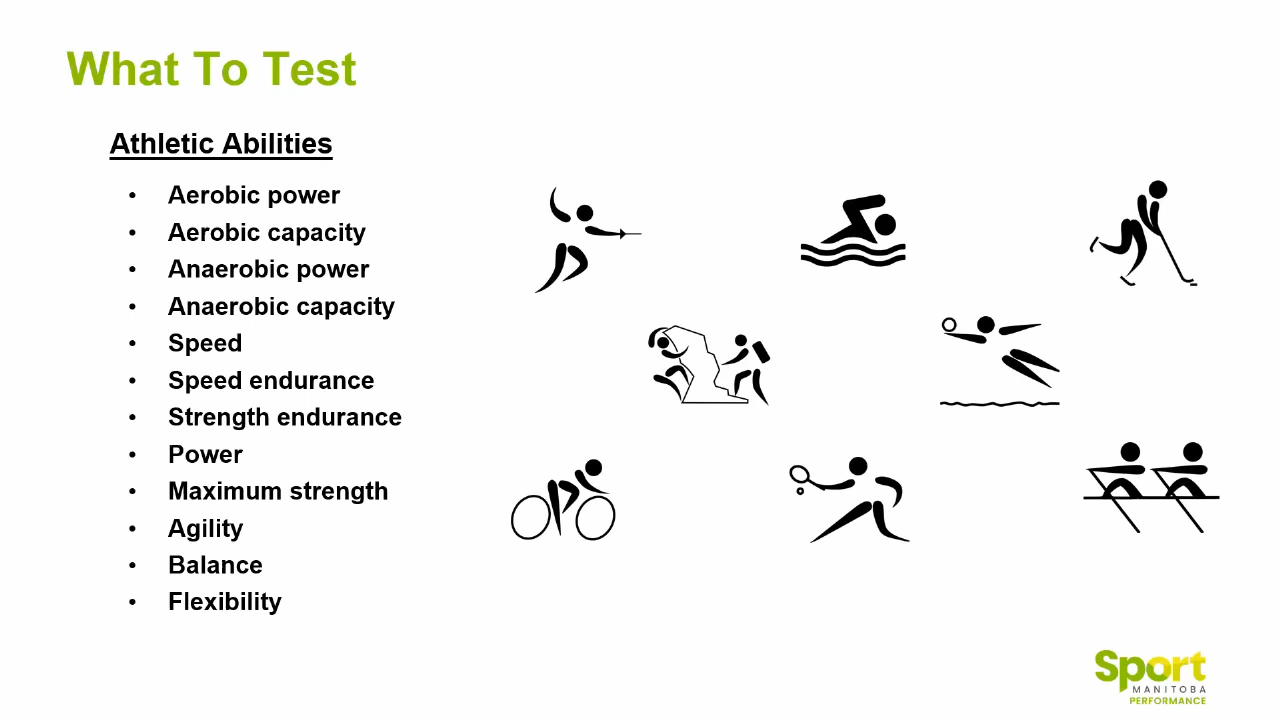 What To Test
Athletic Abilities
• Aerobic power
• Aerobic capacity
• Anaerobic power
• Anaerobic capacity
• Speed
• Speed endurance
• Strength endurance
• Power
• Maximum strength
• Agility
• Balance
• Flexibility
Sport
MANITOBA
PERFORMANCE